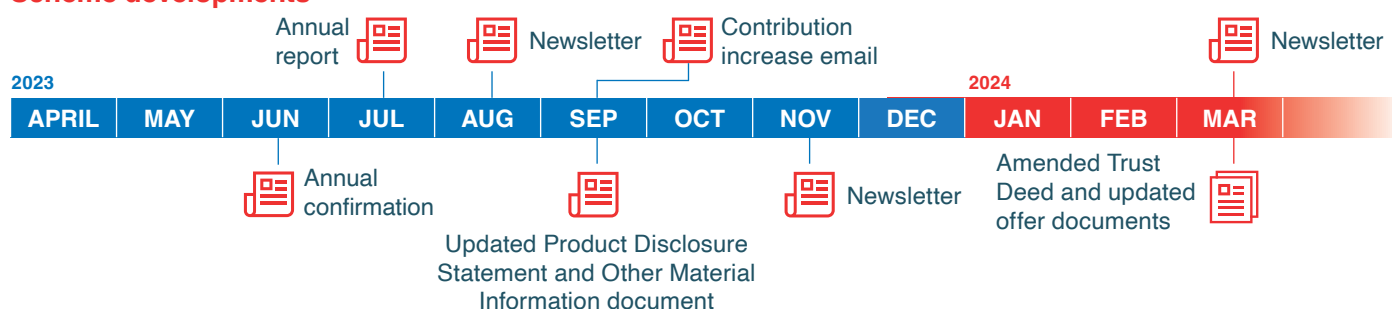 Scheme developments
Annual
report
Newsletter
Contribution
increase email
Newsletter
2023
2024
APRIL MAY JUN JUL AUG SEP OCT NOV DEC JAN FEB MAR
Annual
confirmation
Updated Product Disclosure
Statement and Other Material
Information document
Newsletter
Amended Trust
Deed and updated
offer documents